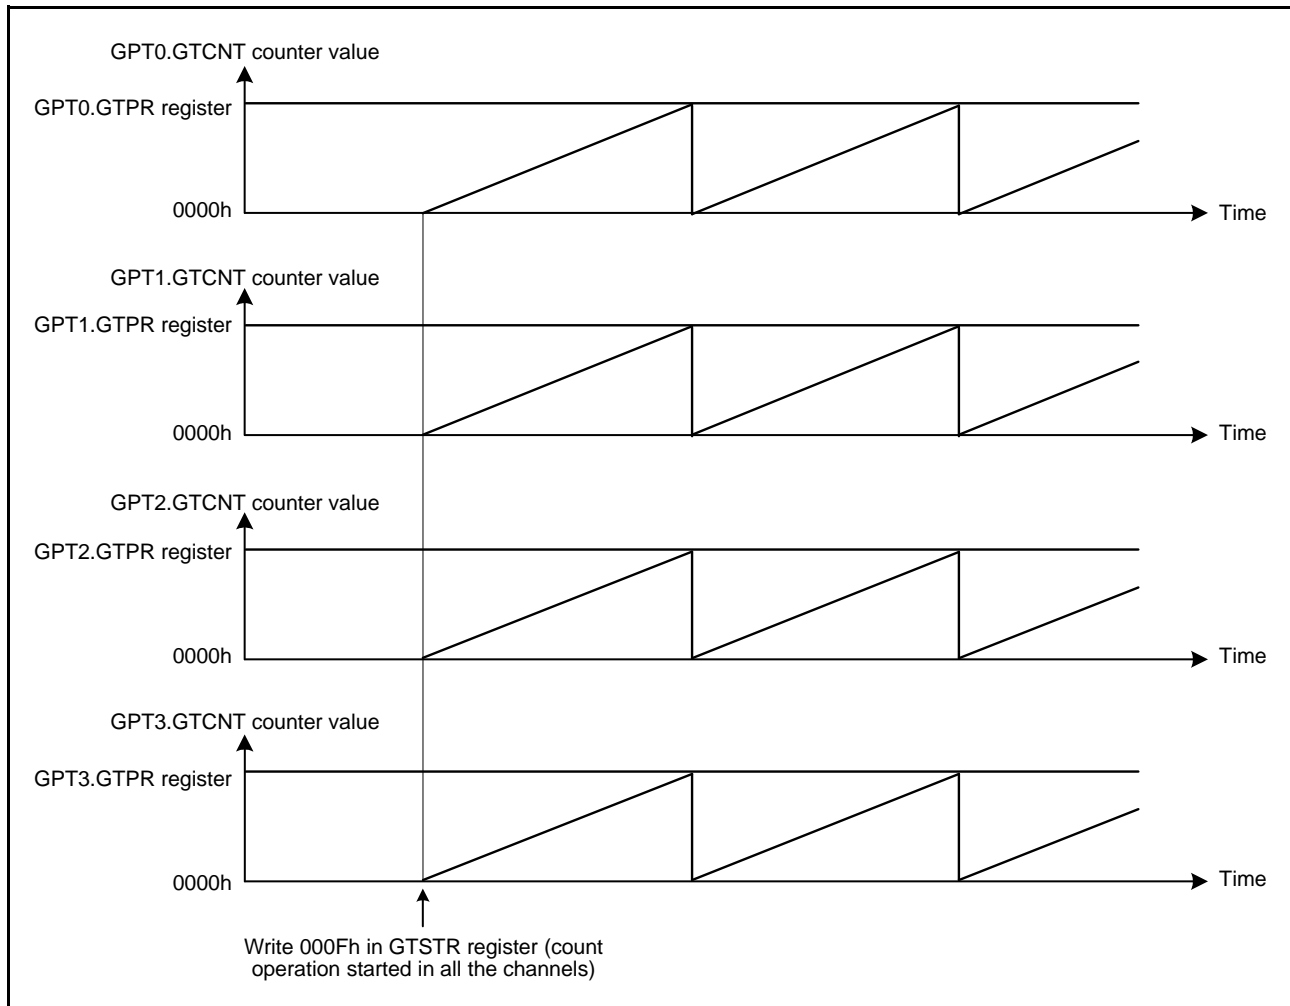 GPT0.GTCNT counter value
GPT0.GTPR register
0000h
Time
GPT1.GTCNT counter value
GPT1.GTPR register
0000h
Time
GPT2.GTCNT counter value
GPT2.GTPR register
0000h
Time
GPT3.GTCNT counter value
GPT3.GTPR register
0000h
Time
Write 000Fh in GTSTR register (count
operation started in all the channels)